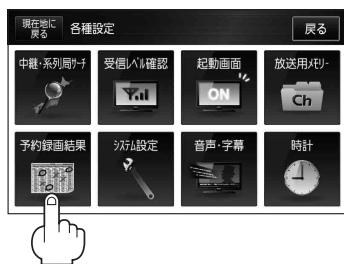 現在地に
戻る
各種設定
戻る
中継・系列局ｻｰﾁ
受信ﾚﾍﾞﾙ確認
起動画面
放送用ﾒﾓﾘｰ
ON
Ch
予約録画結果
ｼｽﾃﾑ設定
音声・字幕
時計